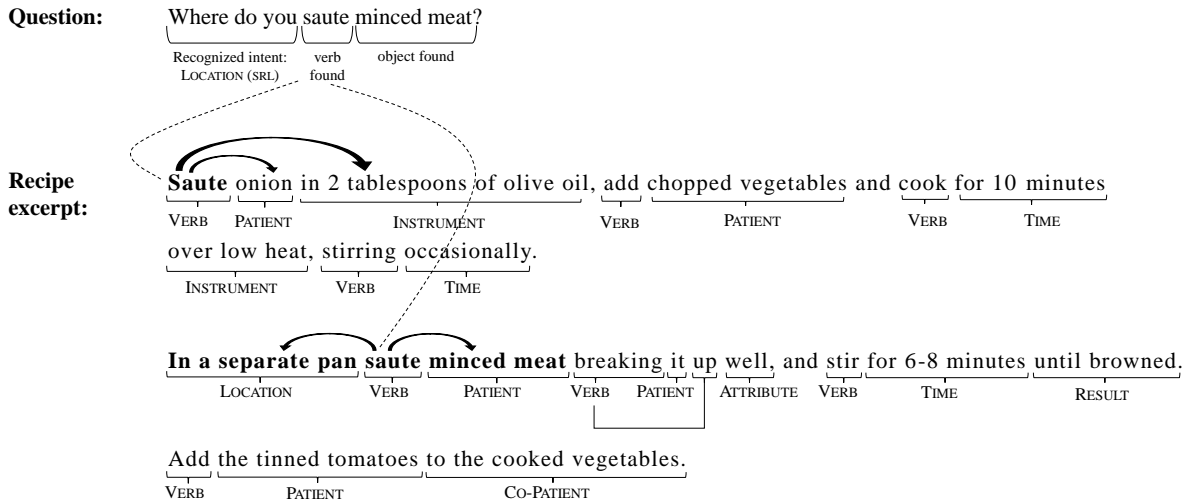 Question: Where do you saute minced meat?
Recognized intent: verb object found
LOCATION (SRL) found
Recipe excerpt: Saute onion in 2 tablespoons of olive oil, add chopped vegetables and cook for 10 minutes
VERB PATIENT INSTRUMENT VERB PATIENT VERB TIME
over low heat, stirring occasionally.
INSTRUMENT VERB TIME
In a separate pan saute minced meat breaking it up well, and stir for 6-8 minutes until browned.
LOCATION VERB PATIENT VERB PATIENT ATTRIBUTE VERB TIME RESULT
Add the tinned tomatoes to the cooked vegetables.
VERB PATIENT CO-PATIENT